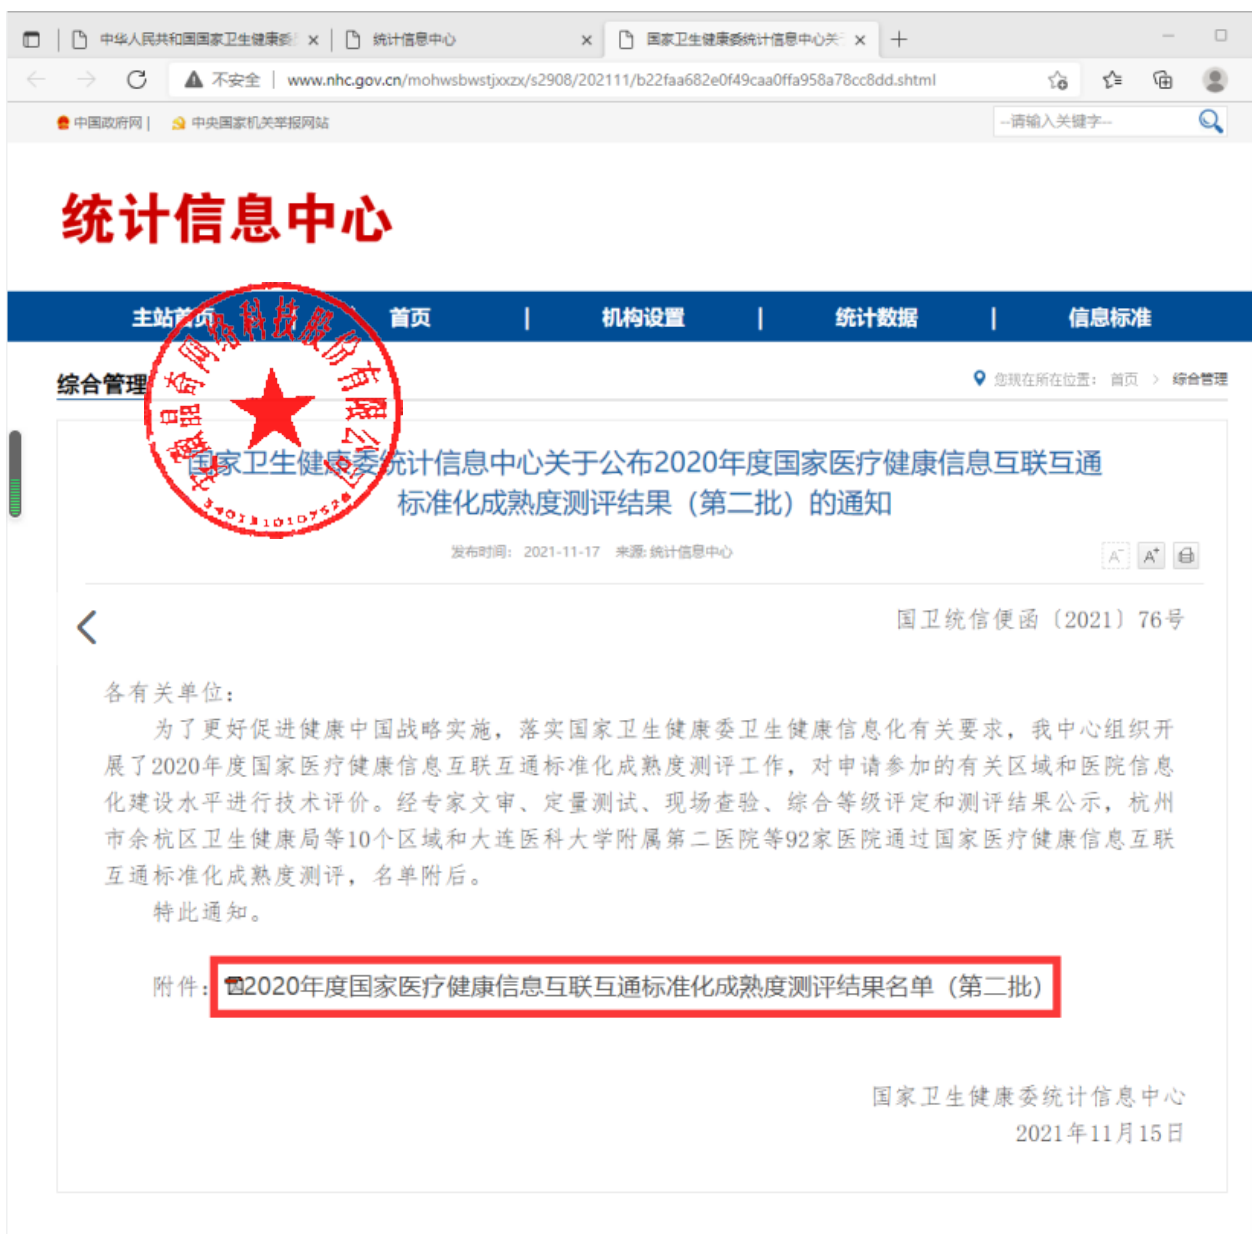 中华人民共和国国家卫生健康委
统计信息中心
国家卫生健康委统计信息中心关于
不安全 | www.nhc.gov.cn/mohwsbwstjxxzx/s2908/202111/b22faa682e0f49caa0ffa958a78cc8dd.shtml
中国政府网 |
中央国家机关举报网站
--请输入关键字--
统计信息中心
主站首页 | 首页 | 机构设置 | 统计数据 | 信息标准
综合管理
您现在所在位置： 首页 > 综合管理
网络科技股份有限公司
国家卫生健康委统计信息中心关于公布2020年度国家医疗健康信息互联互通
标准化成熟度测评结果（第二批）的通知
发布时间： 2021-11-17 来源: 统计信息中心
A- A+
国卫统信便函〔2021〕76号
各有关单位：
为了更好促进健康中国战略实施，落实国家卫生健康委卫生健康信息化有关要求，我中心组织开
展了2020年度国家医疗健康信息互联互通标准化成熟度测评工作，对申请参加的有关区域和医院信息
化建设水平进行技术评价。经专家文审、定量测试、现场查验、综合等级评定和测评结果公示，杭州
市余杭区卫生健康局等10个区域和大连医科大学附属第二医院等92家医院通过国家医疗健康信息互联
互通标准化成熟度测评，名单附后。
特此通知。
附件：2020年度国家医疗健康信息互联互通标准化成熟度测评结果名单（第二批）
国家卫生健康委统计信息中心
2021年11月15日